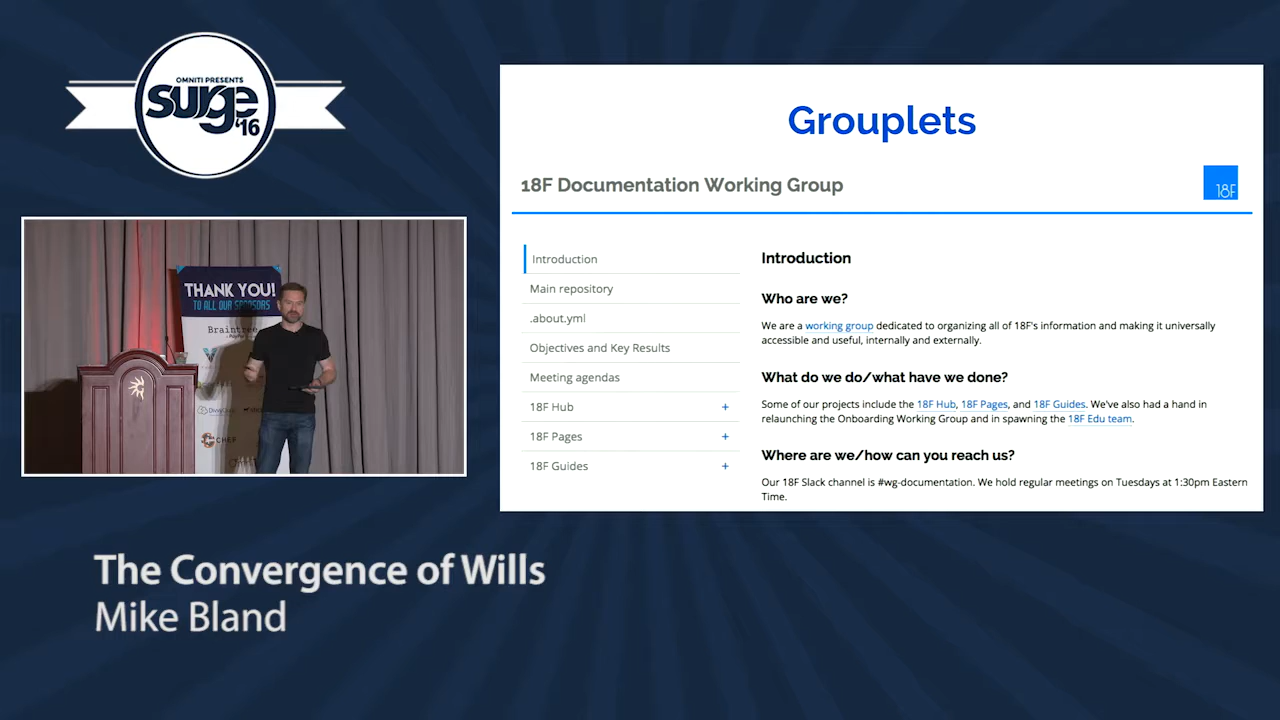 OMNITI PRESENTS
surge
'16
THANK YOU!
TO ALL OUR SPONSORS
Braintree
CHEF
The Convergence of Wills
Mike Bland
Grouplets
18F Documentation Working Group
18F
Introduction
Main repository
.about.yml
Objectives and Key Results
Meeting agendas
18F Hub +
18F Pages +
18F Guides +
Introduction
Who are we?
We are a working group dedicated to organizing all of 18F's information and making it universally
accessible and useful, internally and externally.
What do we do/what have we done?
Some of our projects include the 18F Hub, 18F Pages, and 18F Guides. We've also had a hand in
relaunching the Onboarding Working Group and in spawning the 18F Edu team.
Where are we/how can you reach us?
Our 18F Slack channel is #wg-documentation. We hold regular meetings on Tuesdays at 1:30pm Eastern
Time.